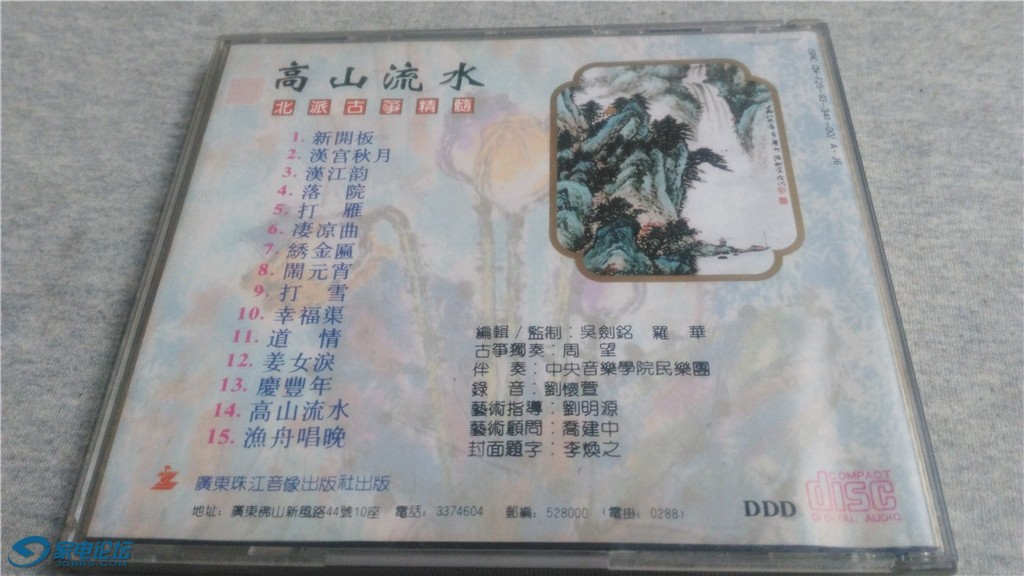 高山流水
北派古箏精髓
1. 新開板
2. 漢宮秋月
3. 漢江韵
4. 落 院
5. 打 雁
6. 凄凉曲
7. 綉金匾
8. 鬧元宵
9. 打 雪
10. 幸福渠
11. 道 情
12. 姜女淚
13. 慶豐年
14. 高山流水
15. 漁舟唱晚
編輯/監制:吳劍銘 羅 華
古箏獨奏:周 望
伴 奏:中央音樂學院民樂團
錄 音:劉懷萱
藝術指導:劉明源
藝術顧問:喬建中
封面題字:李煥之
廣東珠江音像出版社出版
地址: 廣東佛山新風路44號10座 電話: 3374604 郵編: 528000 (電掛: 0288)
DDD
COMPACT
disc
DIGITAL AUDIO
家电论坛
JDBBS.COM